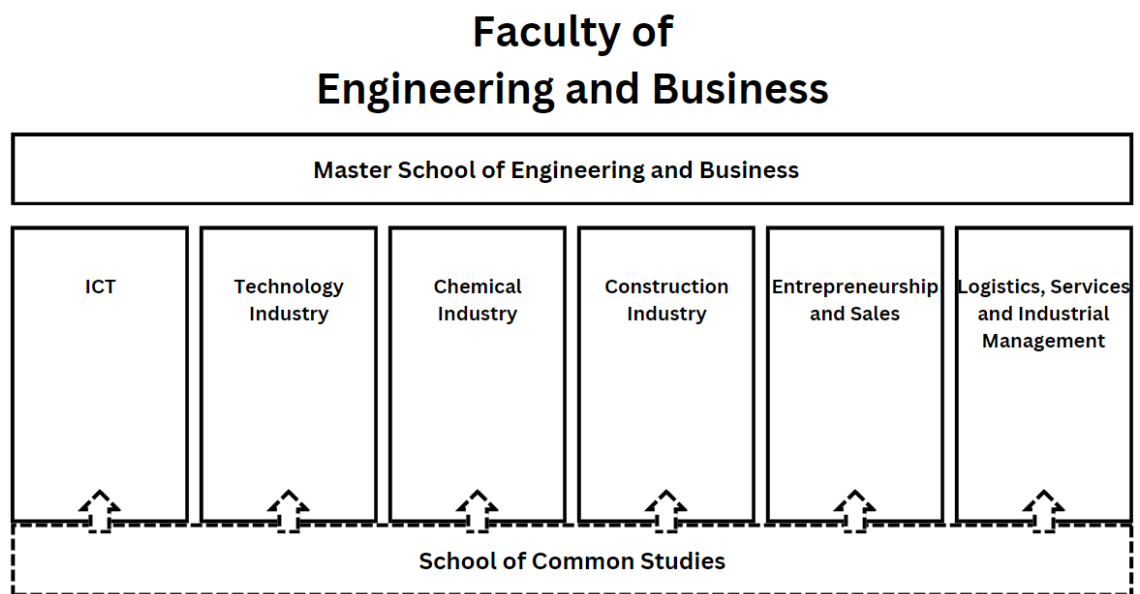 Faculty of
Engineering and Business
Master School of Engineering and Business
ICT
Technology
Industry
Chemical
Industry
Construction
Industry
Entrepreneurship
and Sales
Logistics, Services
and Industrial
Management
School of Common Studies